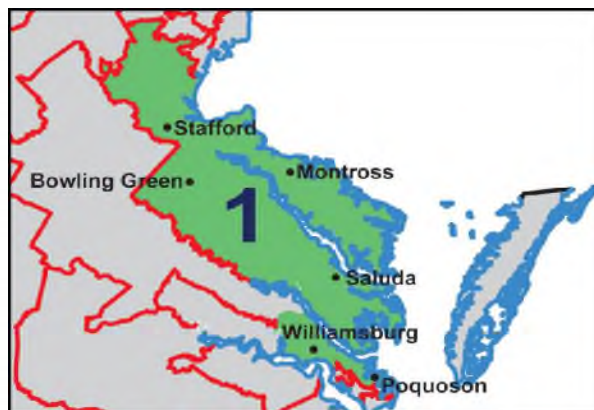 Stafford
Montross
Bowling Green
1
Saluda
Williamsburg
Poquoson